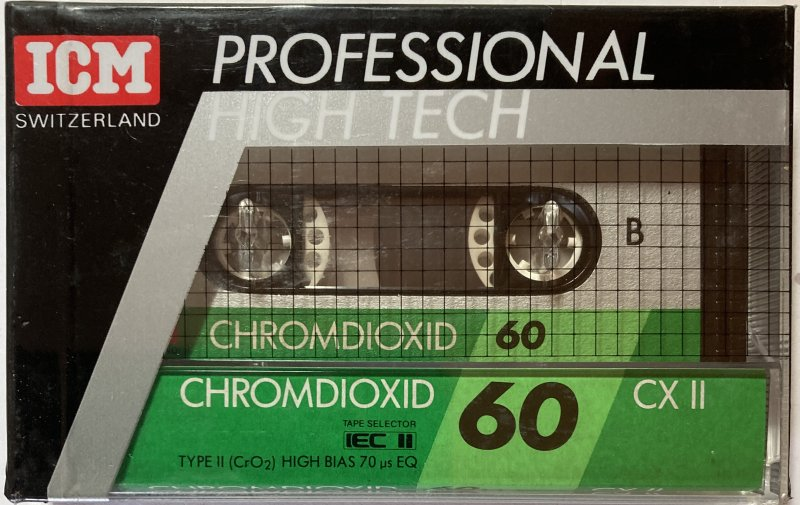 ICM
SWITZERLAND
PROFESSIONAL
HIGH TECH
B
CHROMDIOXID 60
CHROMDIOXID 60 CX II
TAPE SELECTOR
IEC II
TYPE II (CrO₂) HIGH BIAS 70 µs EQ